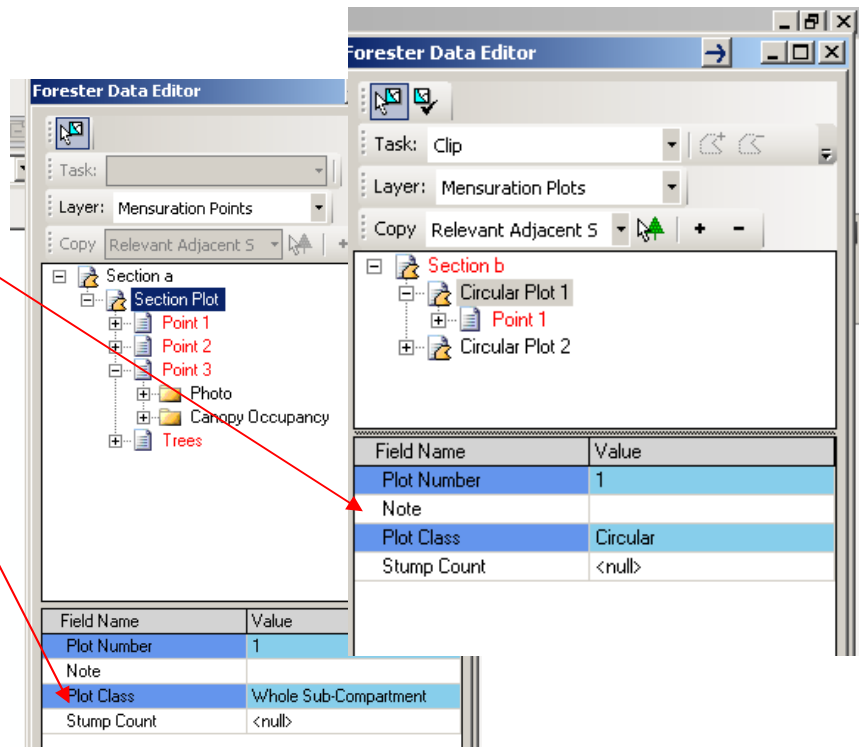 Forester Data Editor
Task:
Layer: Mensuration Points
Copy Relevant Adjacent S
Section a
Section Plot
Point 1
Point 2
Point 3
Photo
Canopy Occupancy
Trees
Field Name Value
Plot Number 1
Note
Plot Class Whole Sub-Compartment
Stump Count <null>
Forester Data Editor
Task: Clip
Layer: Mensuration Plots
Copy Relevant Adjacent S + -
Section b
Circular Plot 1
Point 1
Circular Plot 2
Field Name Value
Plot Number 1
Note
Plot Class Circular
Stump Count <null>